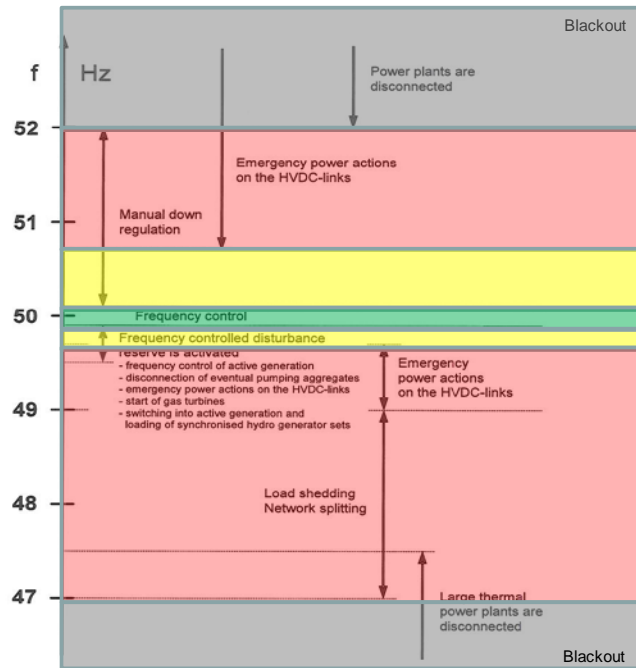 Blackout
f Hz
Power plants are
disconnected
52
Emergency power actions
on the HVDC-links
Manual down
regulation
51
50
Frequency control
Frequency controlled disturbance
reserve is activated
- frequency control of active generation
- disconnection of eventual pumping aggregates
- emergency power actions on the HVDC-links
- start of gas turbines
- switching into active generation and
loading of synchronised hydro generator sets
Emergency
power actions
on the HVDC-links
49
Load shedding
Network splitting
48
47
Large thermal
power plants are
disconnected
Blackout